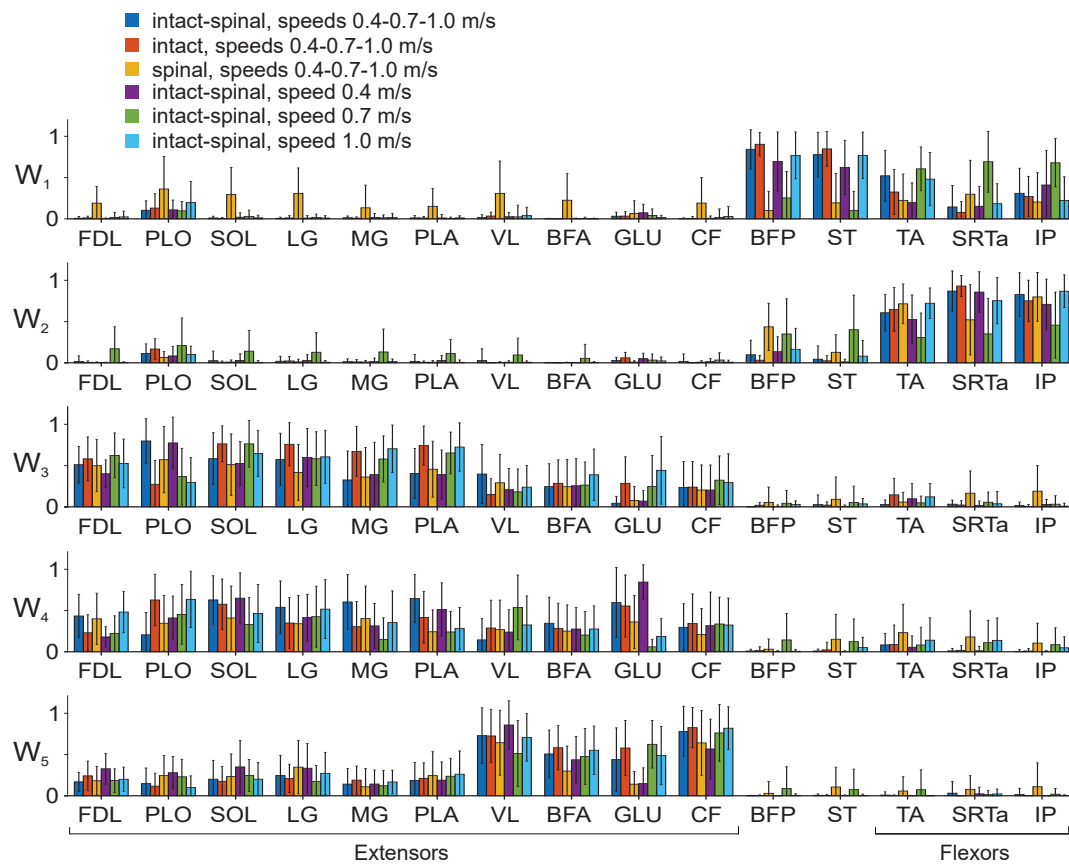 intact-spinal, speeds 0.4-0.7-1.0 m/s
intact, speeds 0.4-0.7-1.0 m/s
spinal, speeds 0.4-0.7-1.0 m/s
intact-spinal, speed 0.4 m/s
intact-spinal, speed 0.7 m/s
intact-spinal, speed 1.0 m/s
1
W1
0
FDL PLO SOL LG MG PLA VL BFA GLU CF BFP ST TA SRTa IP
1
W2
0
FDL PLO SOL LG MG PLA VL BFA GLU CF BFP ST TA SRTa IP
1
W3
0
FDL PLO SOL LG MG PLA VL BFA GLU CF BFP ST TA SRTa IP
1
W4
0
FDL PLO SOL LG MG PLA VL BFA GLU CF BFP ST TA SRTa IP
1
W5
0
FDL PLO SOL LG MG PLA VL BFA GLU CF BFP ST TA SRTa IP
Extensors Flexors